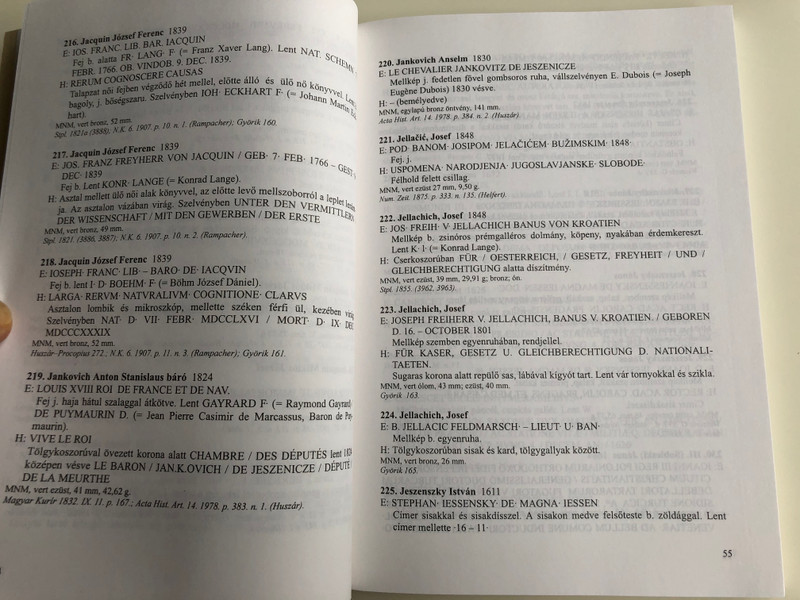 216. Jacquin József Ferenc 1839
E: IOS. FRANC. LIB. BAR. IACQUIN
Fej b. alatta FR· LANG· F· (= Franz Xaver Lang). Lent NAT. SCHEMN
FEBR. 1766. OB. VINDOB. 9. DEC. 1839.
H: RERUM COGNOSCERE CAUSAS
Talapzat női fejben végződő hét mellel, előtte álló és ülő nő könyvvel. Lent
bagoly, j. bőségszaru. Szelvényben IOH· ECKHART F· (= Johann Martin
hart).
MNM, vert bronz, 52 mm.
Stpl. 1821a (3888); N.K. 6. 1907. p. 10. n. 1. (Rampacher); Györik 160.
217. Jacquin József Ferenc 1839
E: JOS. FRANZ FREYHERR VON JACQUIN / GEB· 7· FEB· 1766 – GEST·
DEC· 1839
Fej b. Lent KONR· LANGE (= Konrad Lange).
H: Asztal mellett ülő női alak könyvvel, az előtte levő mellszoborról a leplet
ja. Az asztalon vázában virág. Szelvényben UNTER DEN VERMITTLERN
DER WISSENSCHAFT / MIT DEN GEWERBEN / DER ERSTE
MNM, vert bronz, 49 mm.
Stpl. 1821 (3886, 3887); N.K. 6. 1907. p. 10. n. 2. (Rampacher).
218. Jacquin József Ferenc 1839
E: IOSEPH· FRANC· LIB· – BARO· DE· IACQVIN
Fej b. lent I· D· BOEHM· F· (= Böhm József Dániel).
H: LARGA· RERVM· NATVRALIVM· COGNITIONE· CLARVS
Asztalon lombik és mikroszkóp, mellette széken férfi ül, kezében virág
Szelvényben NAT· D· VII· FEBR· MDCCLXVI / MORT· D· IX DEC
MDCCCXXXIX
MNM, vert bronz, 52 mm.
Huszár-Procopius 272.; N.K. 6. 1907. p. 11. n. 3. (Rampacher); Györik 161.
219. Jankovich Anton Stanislaus báró 1824
E: LOUIS XVIII ROI DE FRANCE ET DE NAV.
Fej j. haja hátul szalaggal átkötve. Lent GAYRARD F· (= Raymond Gayrard)
DE PUYMAURIN D. (= Jean Pierre Casimir de Marcassus, Baron de Puy-
maurin).
H: VIVE LE ROI
Tölgykoszorúval övezett korona alatt CHAMBRE / DES DÉPUTÉS lent 1824
középen vésve LE BARON / JAN.K.OVICH / DE JESZENICZE / DÉPUTÉ
DE LA MEURTHE
MNM, vert ezüst, 41 mm, 42,62 g.
Magyar Kurír 1832. IX. 11. p. 167.; Acta Hist. Art. 14. 1978. p. 383. n. 1. (Huszár).
220. Jankovich Anselm 1830
E: LE CHEVALIER JANKOVITZ DE JESZENICZE
Mellkép j. fedetlen fővel gombsoros ruha, vállszelvényen E. Dubois (= Joseph
Eugène Dubois) 1830 vésve.
H: – (bemélyedve)
MNM, egylapú bronz öntvény, 141 mm.
Acta Hist. Art. 14. 1978. p. 384. n. 2. (Huszár).
221. Jellačić, Josef 1848
E: POD· BANOM· JOSIPOM· JELAČIĆEM· BUŽIMSKIM· 1848·
Fej. j.
H: USPOMENA· NARODJENJA· JUGOSLAVJANSKE· SLOBODE·
Félhold felett csillag.
MNM, vert ezüst 27 mm, 9,50 g.
Num. Zeit. 1875. p. 333. n. 135. (Helfert).
222. Jellachich, Josef 1848
E: JOS· FREIH· V· JELLACHICH BANUS VON KROATIEN
Mellkép b. zsinóros prémgalléros dolmány, köpeny, nyakában érdemkereszt.
Lent K· l· (= Konrad Lange).
H: Cserkoszorúban FÜR / OESTERREICH, / GESETZ, FREYHEIT / UND /
GLEICHBERECHTIGUNG alatta díszítmény.
MNM, vert ezüst, 39 mm, 29,91 g; bronz; ón.
Stpl. 1855. (3962. 3963).
223. Jellachich, Josef
E: JOSEPH FREIHERR V. JELLACHICH, BANUS V. KROATIEN. / GEBOREN
D. 16. – OCTOBER 1801
Mellkép szemben egyenruhában, rendjellel.
H: FÜR KASER, GESETZ U. GLEICHBERECHTIGUNG D. NATIONALI-
TAETEN.
Sugaras korona alatt repülő sas, lábával kígyót tart. Lent vár tornyokkal és szikla.
MNM, vert ólom, 43 mm; ezüst, 40 mm.
Györik 163.
224. Jellachich, Josef
E: B. JELLACIC FELDMARSCH· – LIEUT· U· BAN·
Mellkép b. egyenruha.
H: Tölgykoszorúban sisak és kard, tölgygallyak között.
MNM, vert bronz, 26 mm.
Györik 165.
225. Jeszenszky István 1611
E: STEPHAN· IESSENSKY· DE· MAGNA· IESSEN
Címer sisakkal és sisakdísszel. A sisakon medve felsőteste b. zöldággal. Lent
címer mellette ·16 – 11·
55